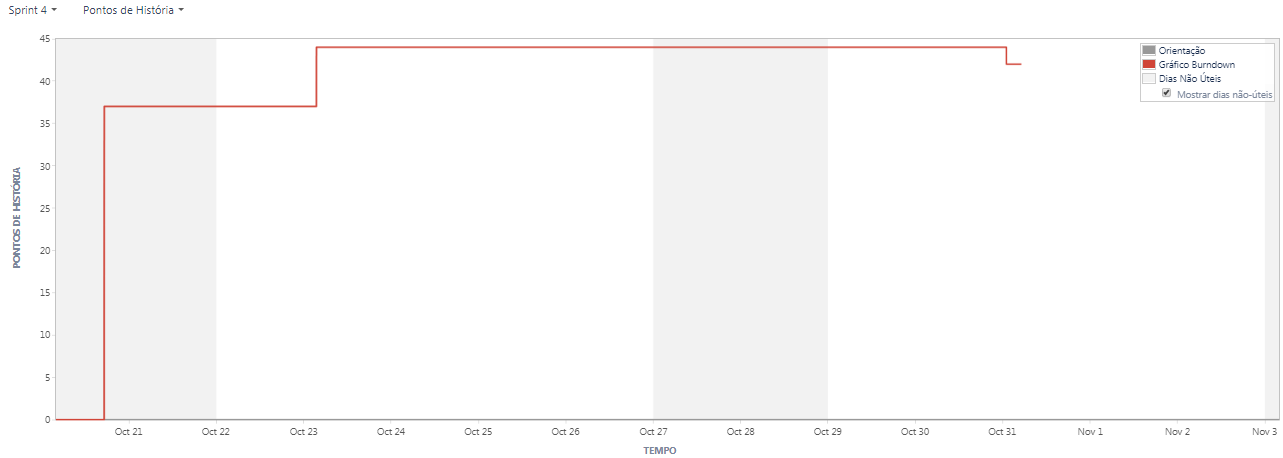 Sprint 4 Pontos de História
45
40
35
30
25
20
15
10
5
0
PONTOS DE HISTÓRIA
Orientação
Gráfico Burndown
Dias Não Úteis
Mostrar dias não-úteis
Oct 21 Oct 22 Oct 23 Oct 24 Oct 25 Oct 26 Oct 27 Oct 28 Oct 29 Oct 30 Oct 31 Nov 1 Nov 2 Nov 3
TEMPO